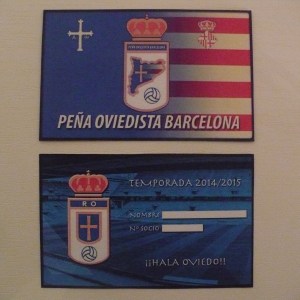 PEÑA OVIEDISTA BARCELONA
R O
TEMPORADA 2014/2015
NOMBRE
Nº SOCIO
¡¡HALA OVIEDO!!